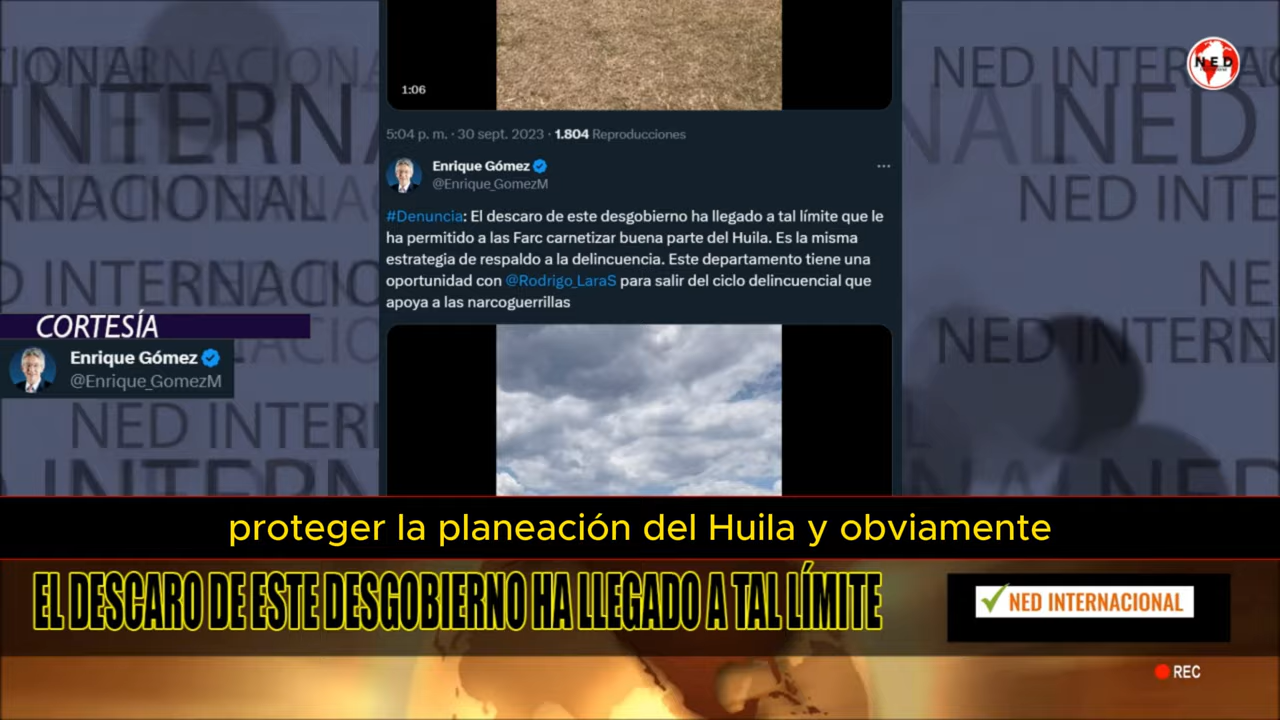 1:06
5:04 p. m. · 30 sept. 2023 · 1.804 Reproducciones
Enrique Gómez
@Enrique_GomezM
#Denuncia: El descaro de este desgobierno ha llegado a tal límite que le
ha permitido a las Farc carnetizar buena parte del Huila. Es la misma
estrategia de respaldo a la delincuencia. Este departamento tiene una
oportunidad con @Rodrigo_LaraS para salir del ciclo delincuencial que
apoya a las narcoguerrillas
CORTESÍA
Enrique Gómez
@Enrique_GomezM
NED
NED INTERNACIONAL
proteger la planeación del Huila y obviamente
EL DESCARO DE ESTE DESGOBIERNO HA LLEGADO A TAL LÍMITE
NED INTERNACIONAL
REC